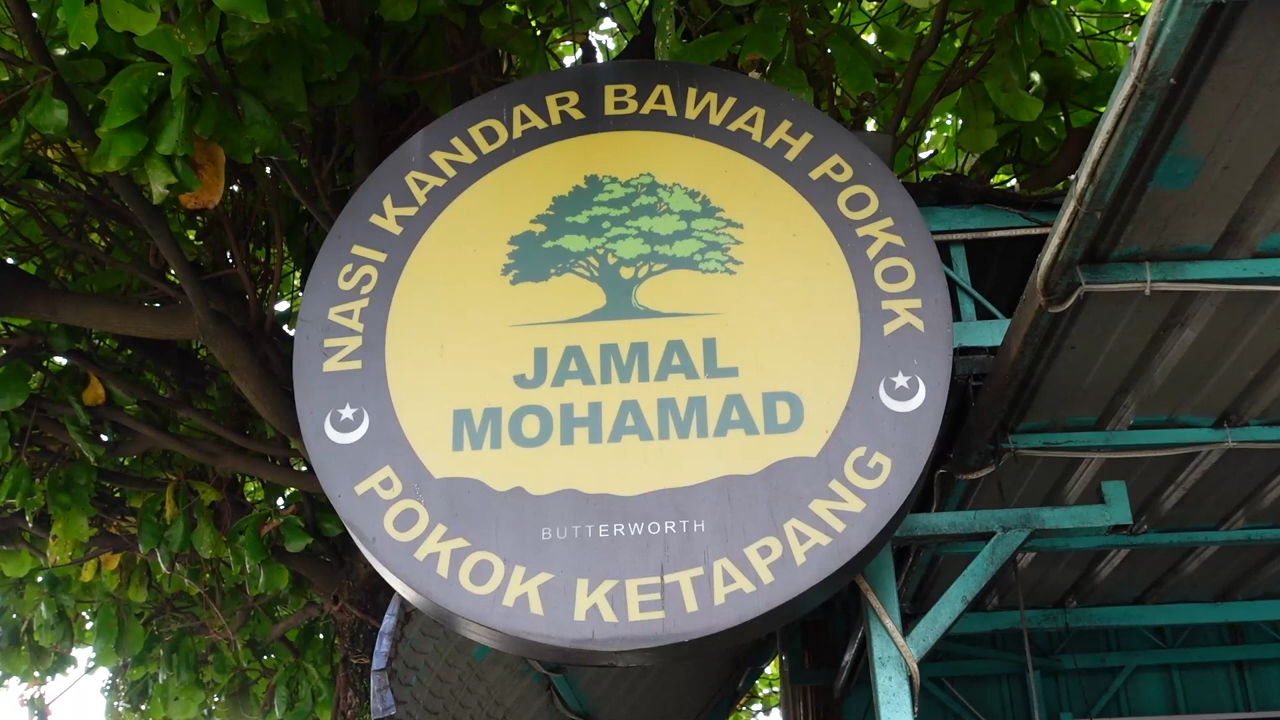 NASI KANDAR BAWAH POKOK
JAMAL
MOHAMAD
BUTTERWORTH
POKOK KETAPANG